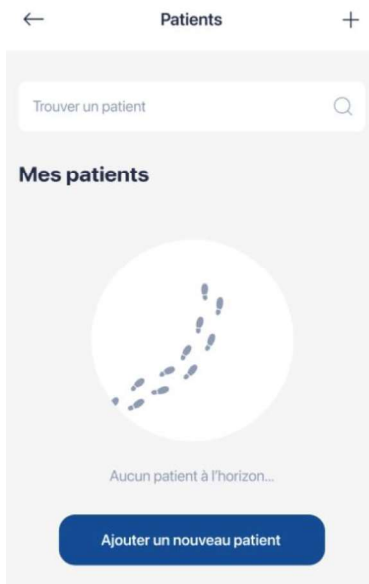 Patients
Trouver un patient
Mes patients
Aucun patient à l'horizon...
Ajouter un nouveau patient